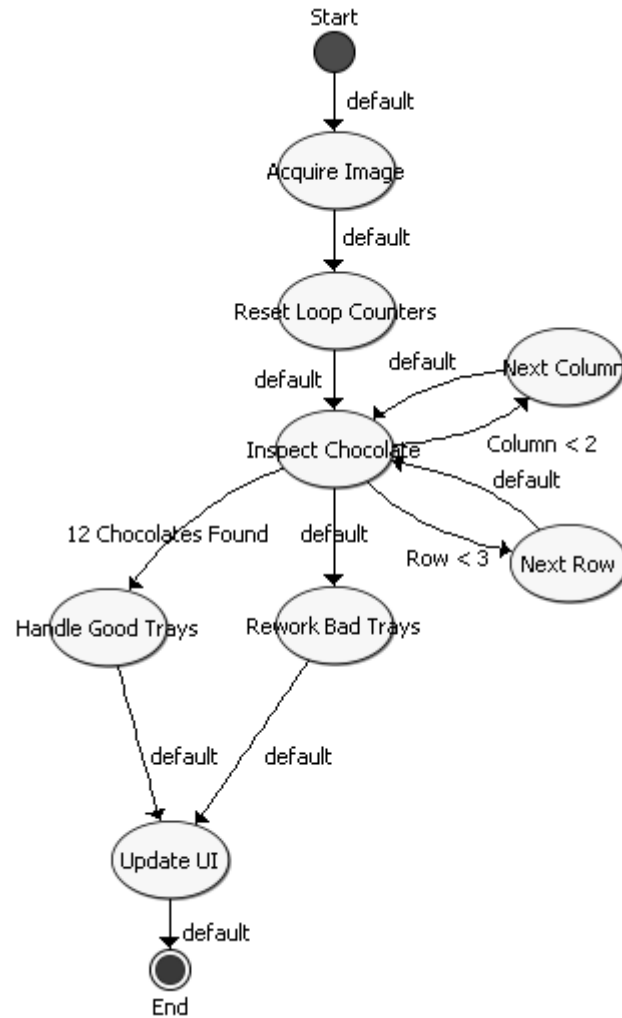 Start
default
Acquire Image
default
Reset Loop Counters
default
default
Next Column
Inspect Chocolate
Column < 2
default
12 Chocolates Found
default
Row < 3
Next Row
Handle Good Trays
Rework Bad Trays
default
default
Update UI
default
End